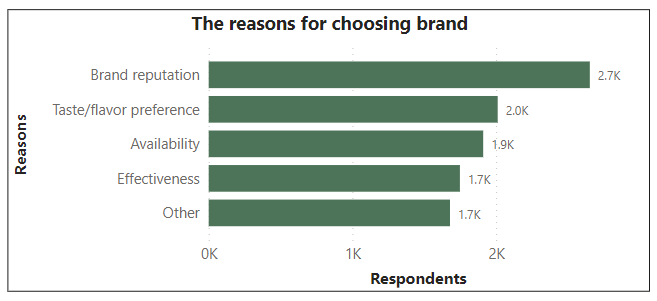 The reasons for choosing brand
Reasons
Brand reputation 2.7K
Taste/flavor preference 2.0K
Availability 1.9K
Effectiveness 1.7K
Other 1.7K
0K 1K 2K
Respondents